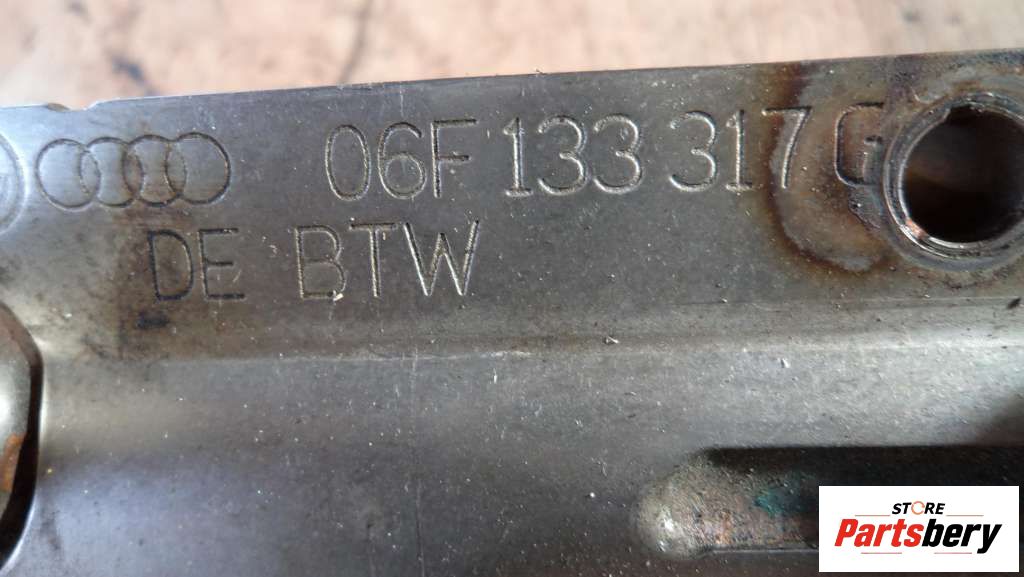 06F 133 317 G
DE BTW
STORE
Partsbery